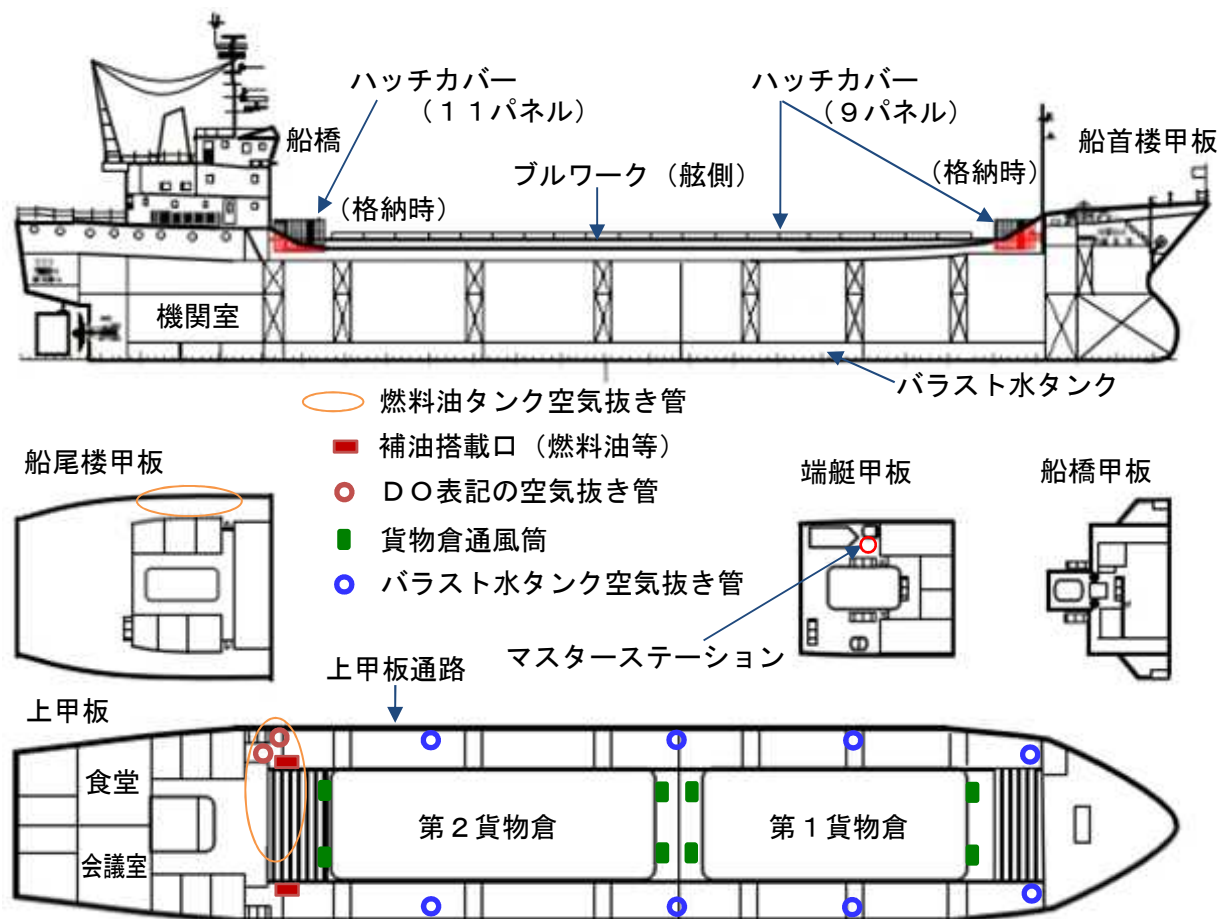 ハッチカバー
(11パネル)
ハッチカバー
(9パネル)
船橋
ブルワーク(舷側)
船首楼甲板
(格納時)
(格納時)
機関室
バラスト水タンク
燃料油タンク空気抜き管
補油搭載口(燃料油等)
DO表記の空気抜き管
貨物倉通風筒
バラスト水タンク空気抜き管
船尾楼甲板
端艇甲板
船橋甲板
マスターステーション
上甲板通路
上甲板
食堂
会議室
第2貨物倉
第1貨物倉